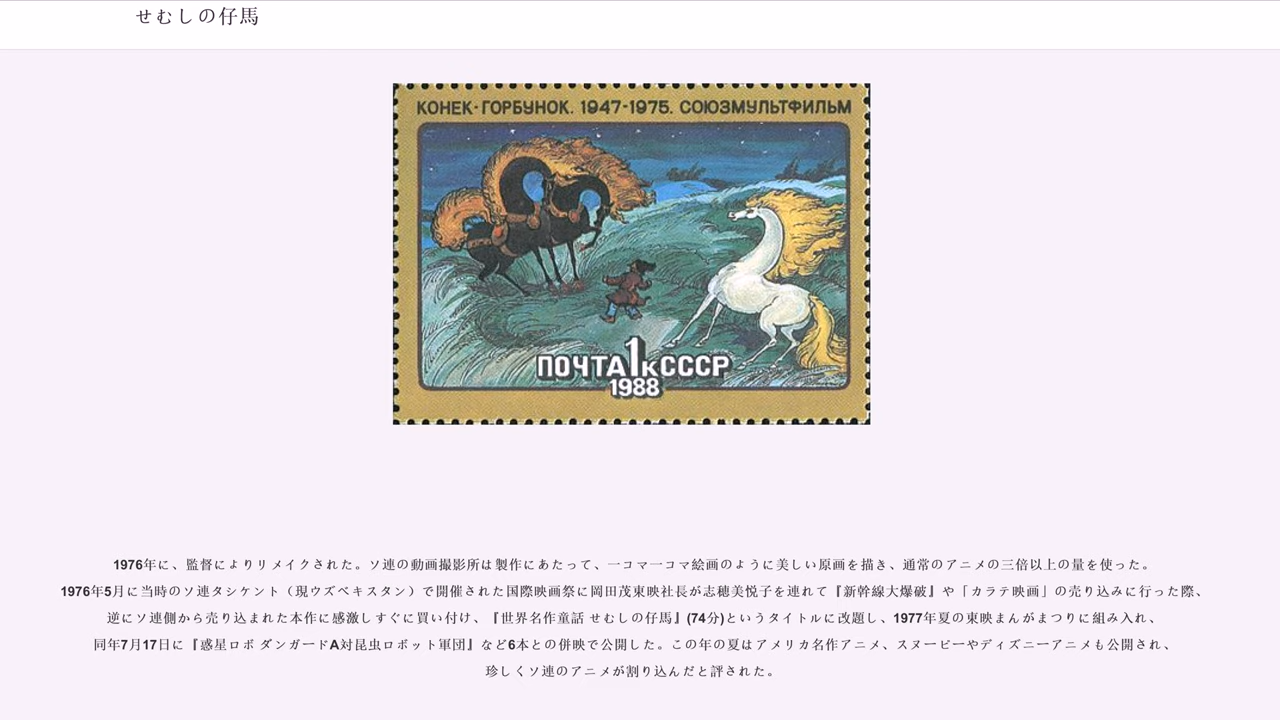 せむしの仔馬
КОНЕК-ГОРБУНОК. 1947-1975. СОЮЗМУЛЬТФИЛЬМ
ПОЧТА 1к СССР
1988
1976年に、監督によりリメイクされた。ソ連の動画撮影所は製作にあたって、一コマ一コマ絵画のように美しい原画を描き、通常のアニメの三倍以上の量を使った。
1976年5月に当時のソ連タシケント（現ウズベキスタン）で開催された国際映画祭に岡田茂東映社長が志穂美悦子を連れて『新幹線大爆破』や「カラテ映画」の売り込みに行った際、
逆にソ連側から売り込まれた本作に感激しすぐに買い付け、『世界名作童話 せむしの仔馬』(74分)というタイトルに改題し、1977年夏の東映まんがまつりに組み入れ、
同年7月17日に『惑星ロボ ダンガードA対昆虫ロボット軍団』など6本との併映で公開した。この年の夏はアメリカ名作アニメ、スヌーピーやディズニーアニメも公開され、
珍しくソ連のアニメが割り込んだと評された。